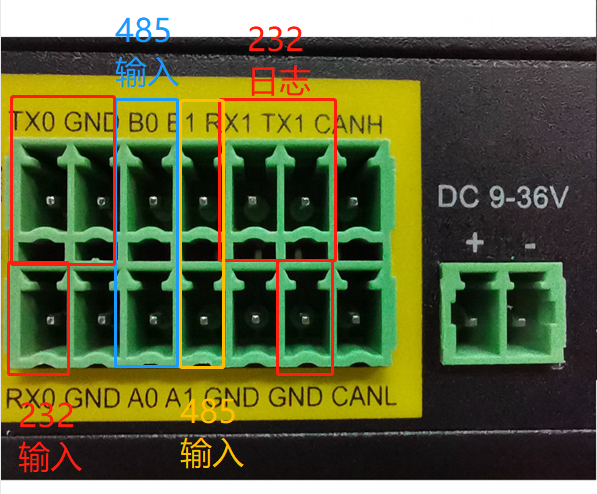 485
输入
232
日志
TX0 GND B0 B1 RX1 TX1 CANH
DC 9-36V
+ -
RX0 GND A0 A1 GND GND CANL
232
输入
485
输入